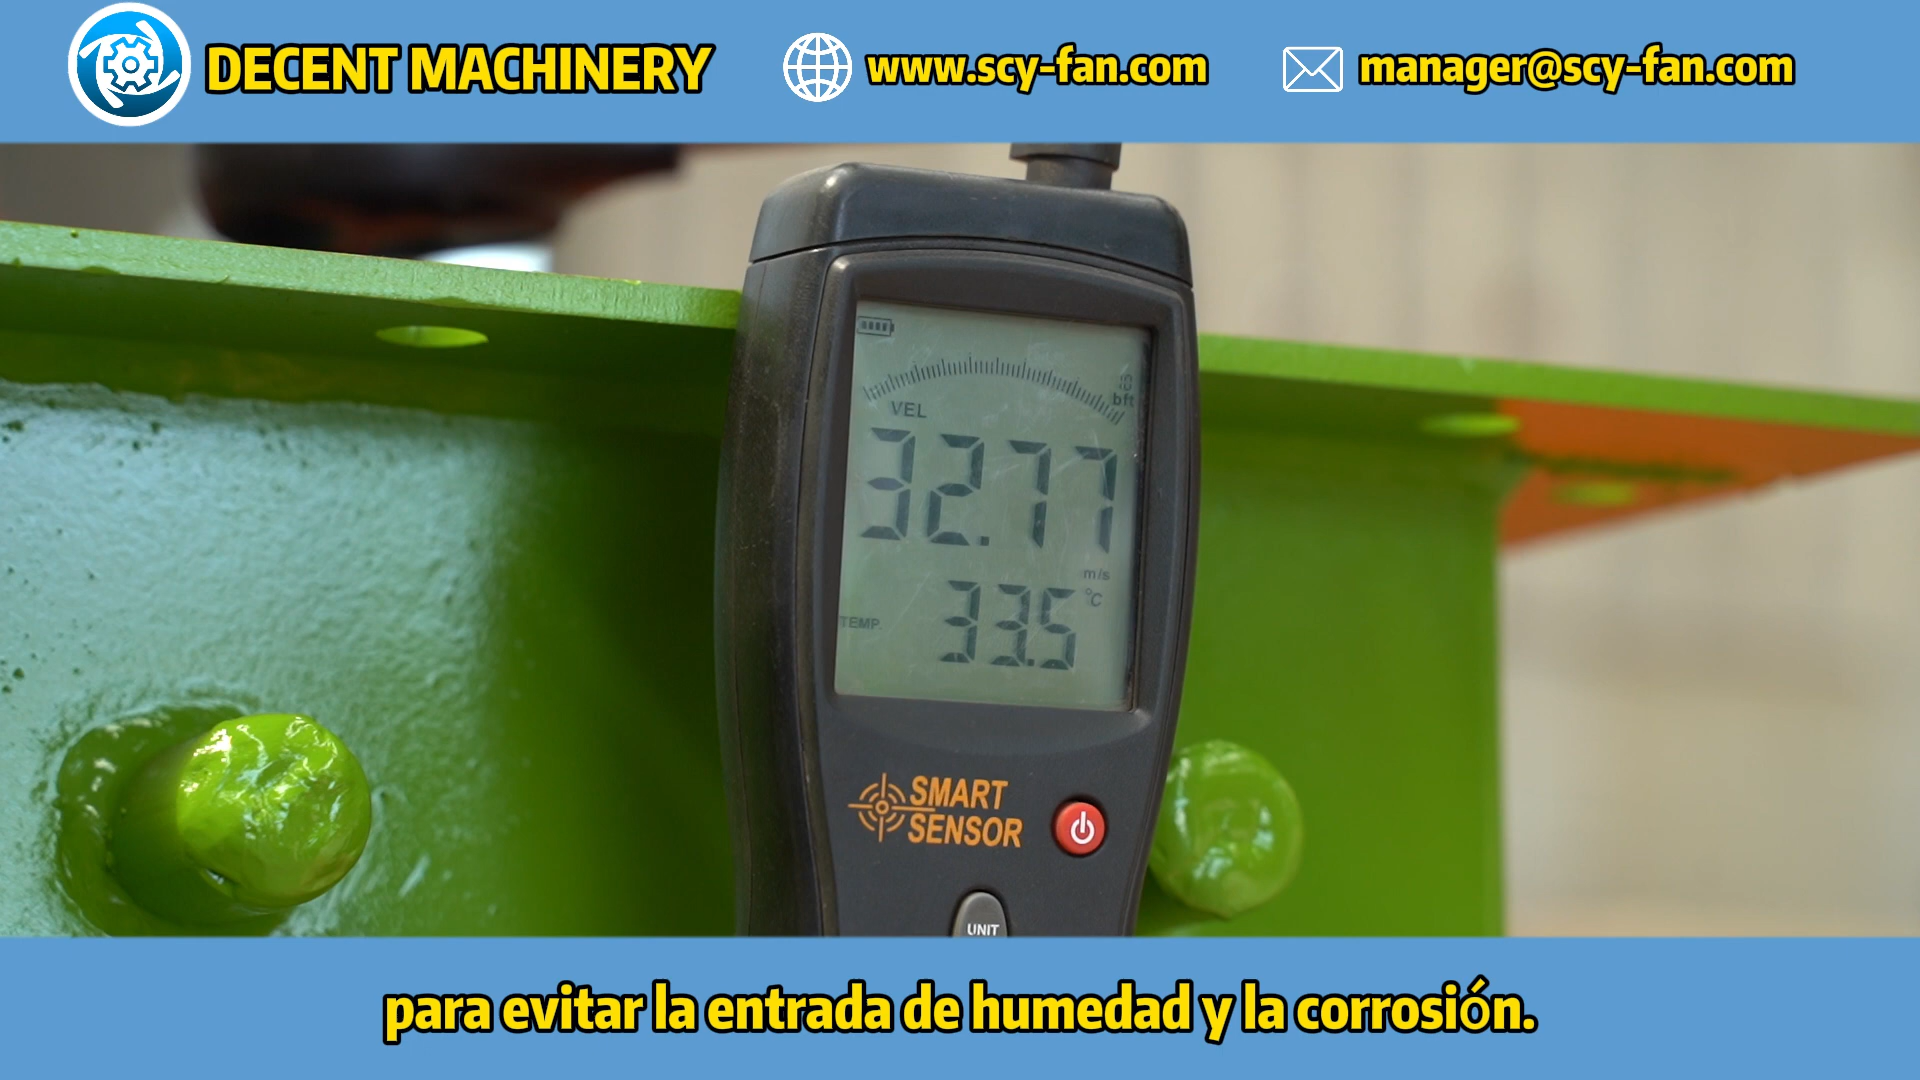 DECENT MACHINERY
www.scy-fan.com
manager@scy-fan.com
10
bft
VEL
32.77
m/s
TEMP.
33.5
°C
SMART
SENSOR
UNIT
para evitar la entrada de humedad y la corrosión.